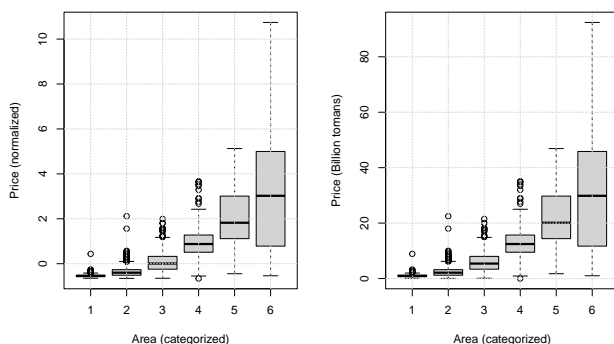 Price (normalized)
10
8
6
4
2
0
1 2 3 4 5 6
Area (categorized)
Price (Billion tomans)
80
60
40
20
0
1 2 3 4 5 6
Area (categorized)